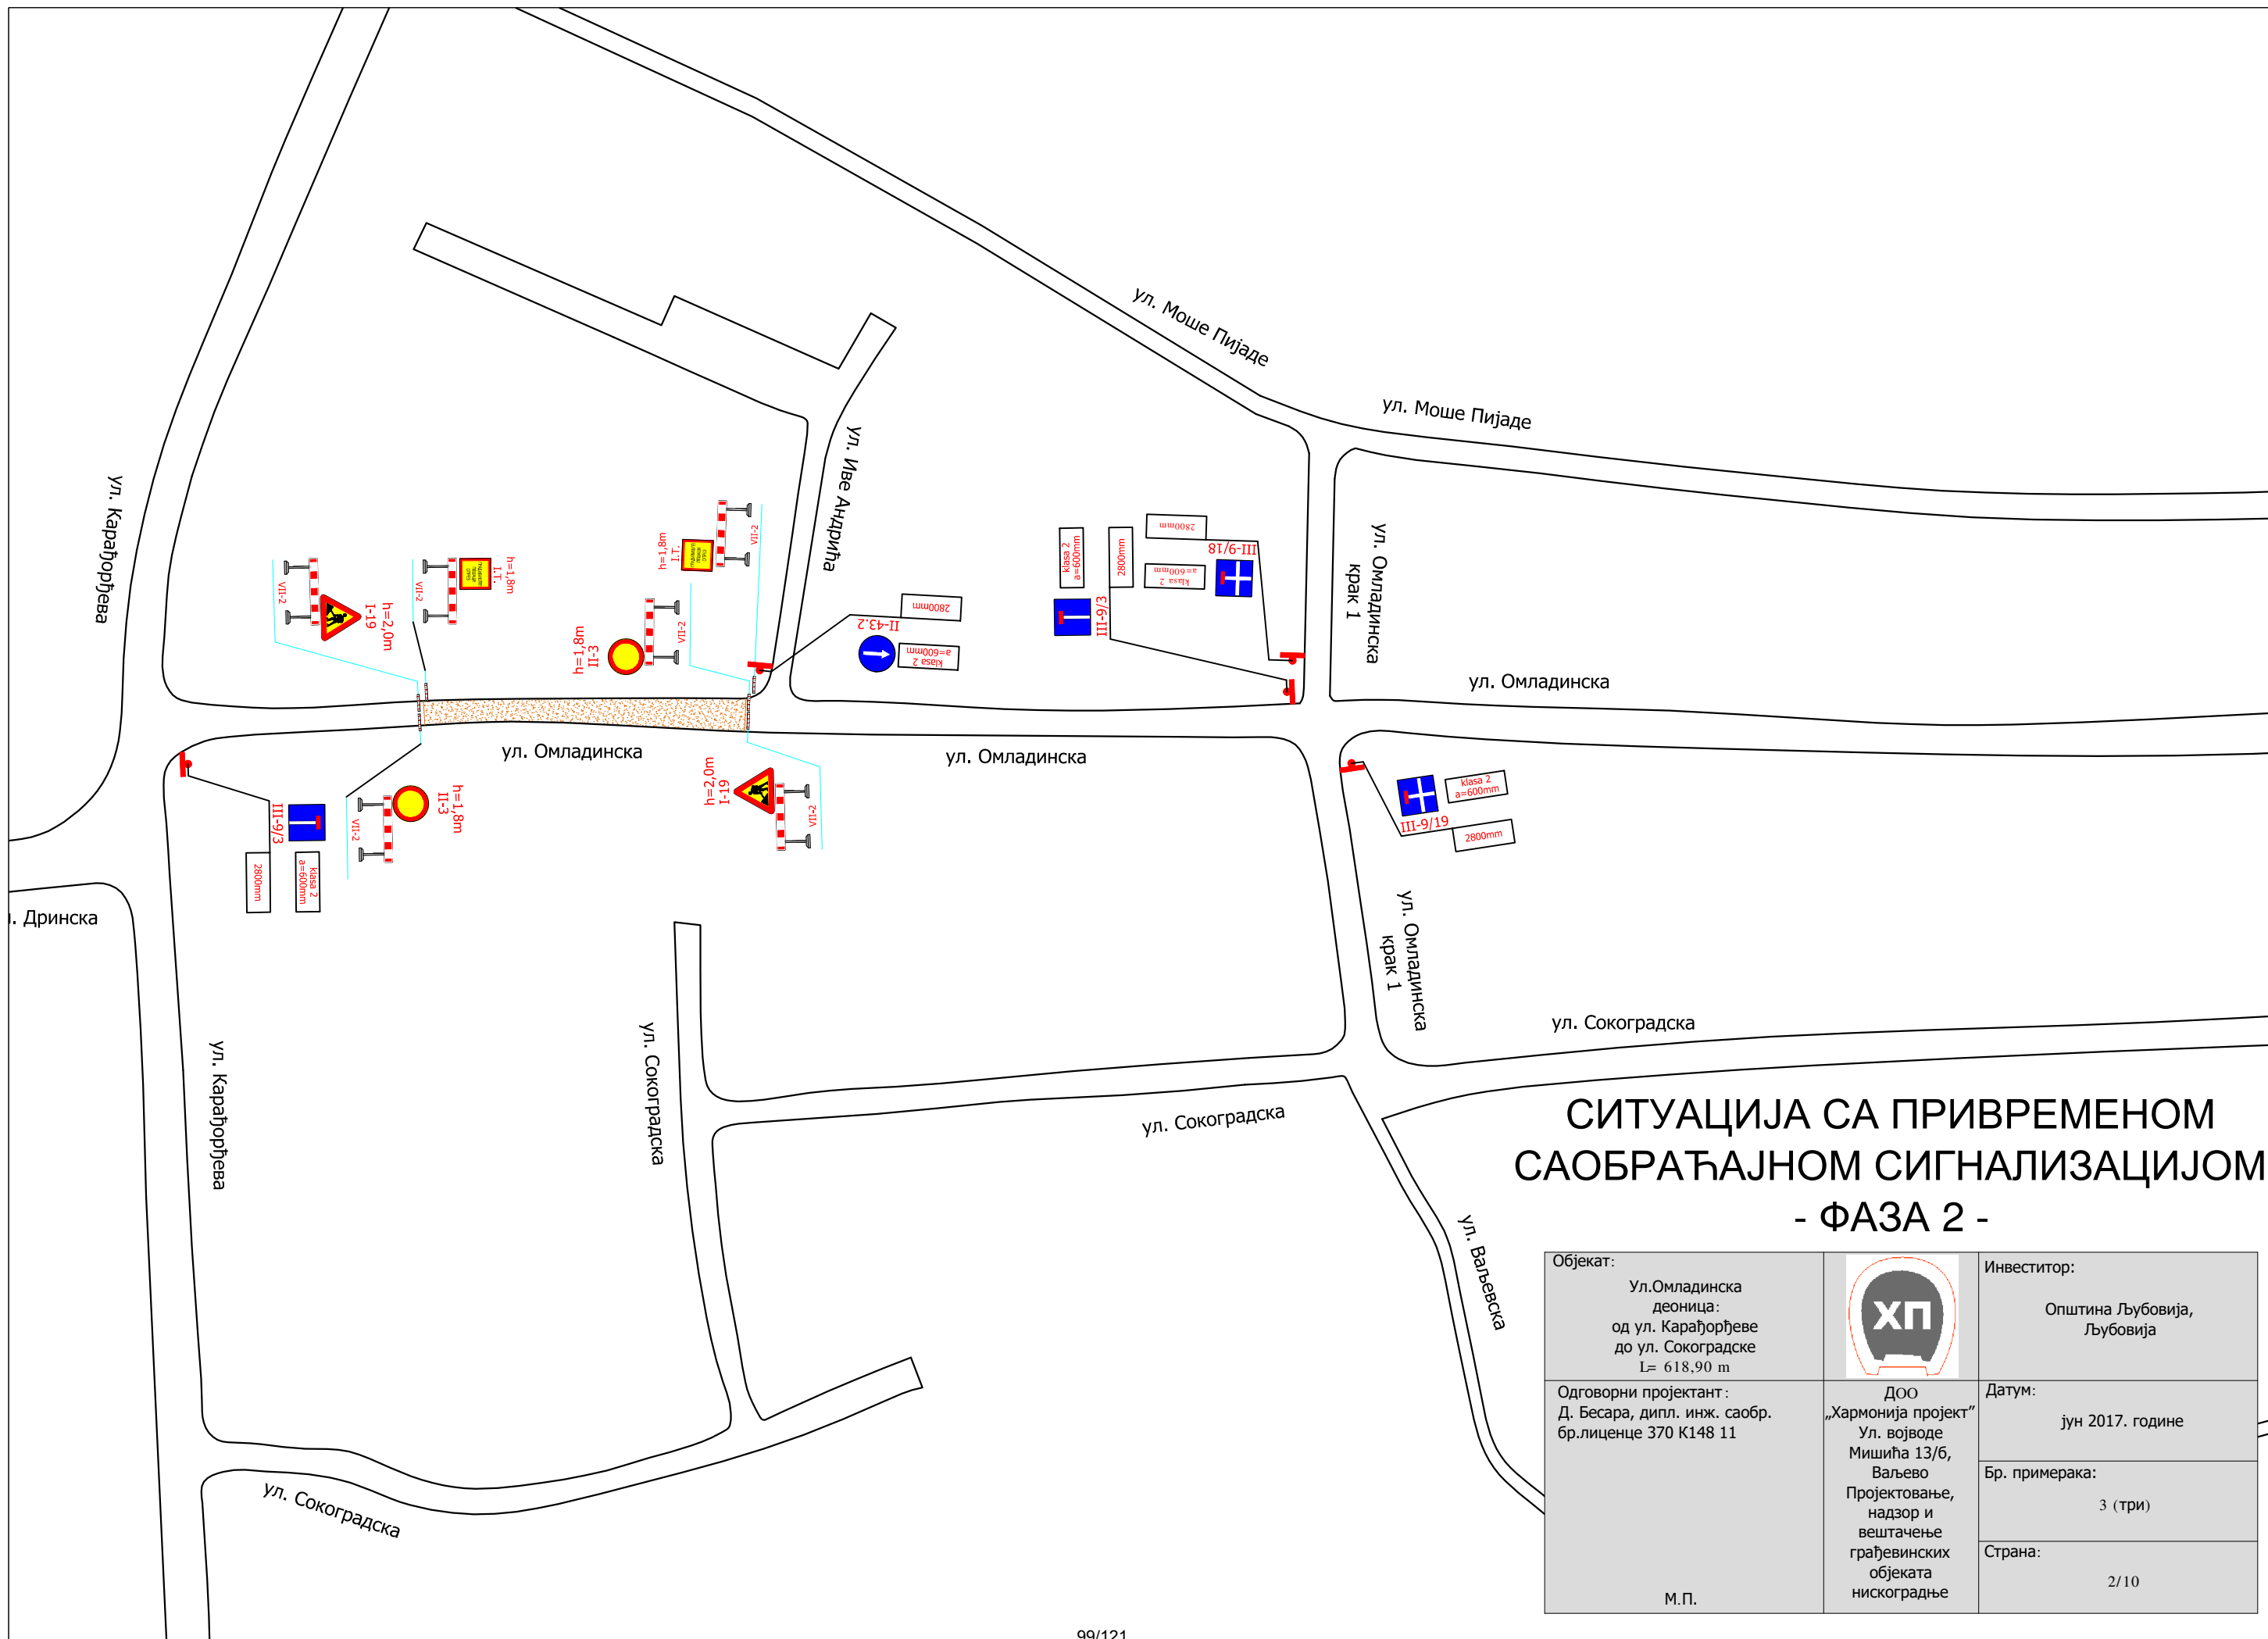 ул. Моше Пијаде
ул. Моше Пијаде
ул. Карађорђева
ул. Иве Андрића
ул. Омладинска
крак 1
ул. Омладинска
ул. Омладинска
ул. Омладинска
h=2,0m
I-19
VII-2
h=1,8m
I.T.
VII-2
h=1,8m
I.T.
VII-2
h=1,8m
II-3
VII-2
2800mm
II-43.2
klasa 2
a=600mm
klasa 2
a=600mm
2800mm
III-9/3
2800mm
III-9/18
klasa 2
a=600mm
III-9/3
2800mm
klasa 2
a=600mm
h=1,8m
II-3
VII-2
h=2,0m
I-19
VII-2
klasa 2
a=600mm
III-9/19
2800mm
. Дринска
ул. Омладинска
крак 1
ул. Карађорђева
ул. Сокоградска
ул. Сокоградска
ул. Сокоградска
ул. Сокоградска
ул. Ваљевска
СИТУАЦИЈА СА ПРИВРЕМЕНОМ
САОБРАЋАЈНОМ СИГНАЛИЗАЦИЈОМ
- ФАЗА 2 -
Објекат:
Ул.Омладинска
деоница:
од ул. Карађорђеве
до ул. Сокоградске
L= 618,90 m
ХП
Инвеститор:
Општина Љубовија,
Љубовија
Одговорни пројектант:
Д. Бесара, дипл. инж. саобр.
бр.лиценце 370 К148 11
М.П.
ДОО
„Хармонија пројект"
Ул. војводе
Мишића 13/б,
Ваљево
Пројектовање,
надзор и
вештачење
грађевинских
објеката
нискоградње
Датум:
јун 2017. године
Бр. примерака:
3 (три)
Страна:
2/10
99/121